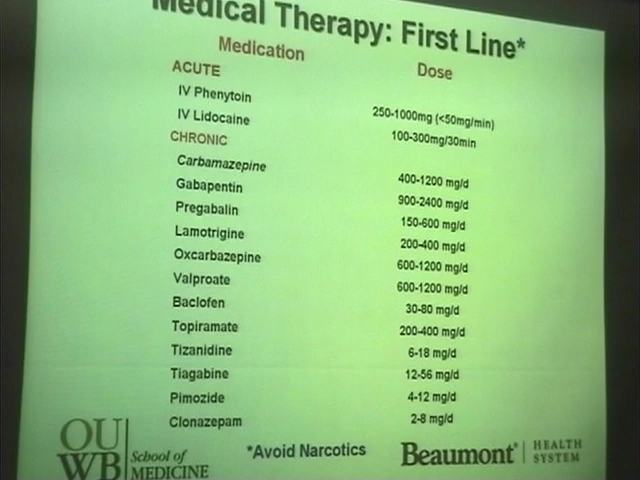 Medical Therapy: First Line*
Medication Dose
ACUTE
IV Phenytoin 250-1000mg (<50mg/min)
IV Lidocaine 100-300mg/30min
CHRONIC
Carbamazepine 400-1200 mg/d
Gabapentin 900-2400 mg/d
Pregabalin 150-600 mg/d
Lamotrigine 200-400 mg/d
Oxcarbazepine 600-1200 mg/d
Valproate 600-1200 mg/d
Baclofen 30-80 mg/d
Topiramate 200-400 mg/d
Tizanidine 6-18 mg/d
Tiagabine 12-56 mg/d
Pimozide 4-12 mg/d
Clonazepam 2-8 mg/d
*Avoid Narcotics
OU
WB
School of
MEDICINE
Beaumont®
HEALTH
SYSTEM